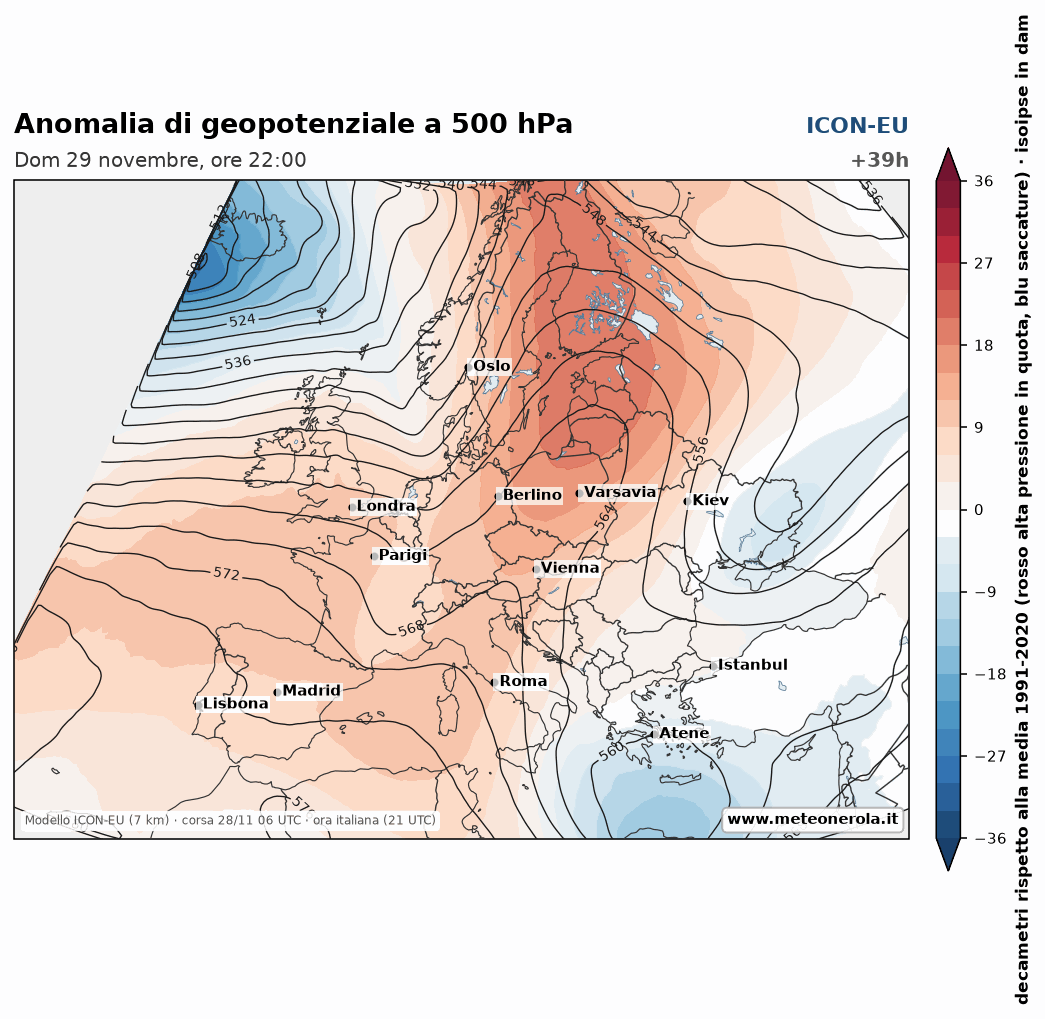 Anomalia di geopotenziale a 500 hPa
ICON-EU
Dom 29 novembre, ore 22:00
+39h
512
532
540
544
536
508
548
544
524
536
Oslo
556
Berlino
Varsavia
Kiev
Londra
564
Parigi
Vienna
572
568
Istanbul
Roma
Madrid
Lisbona
Atene
560
Modello ICON-EU (7 km) · corsa 28/11 06 UTC · ora italiana (21 UTC)
www.meteonerola.it
36
27
18
9
0
−9
−18
−27
−36
decametri rispetto alla media 1991-2020 (rosso alta pressione in quota, blu saccature) · isoipse in dam